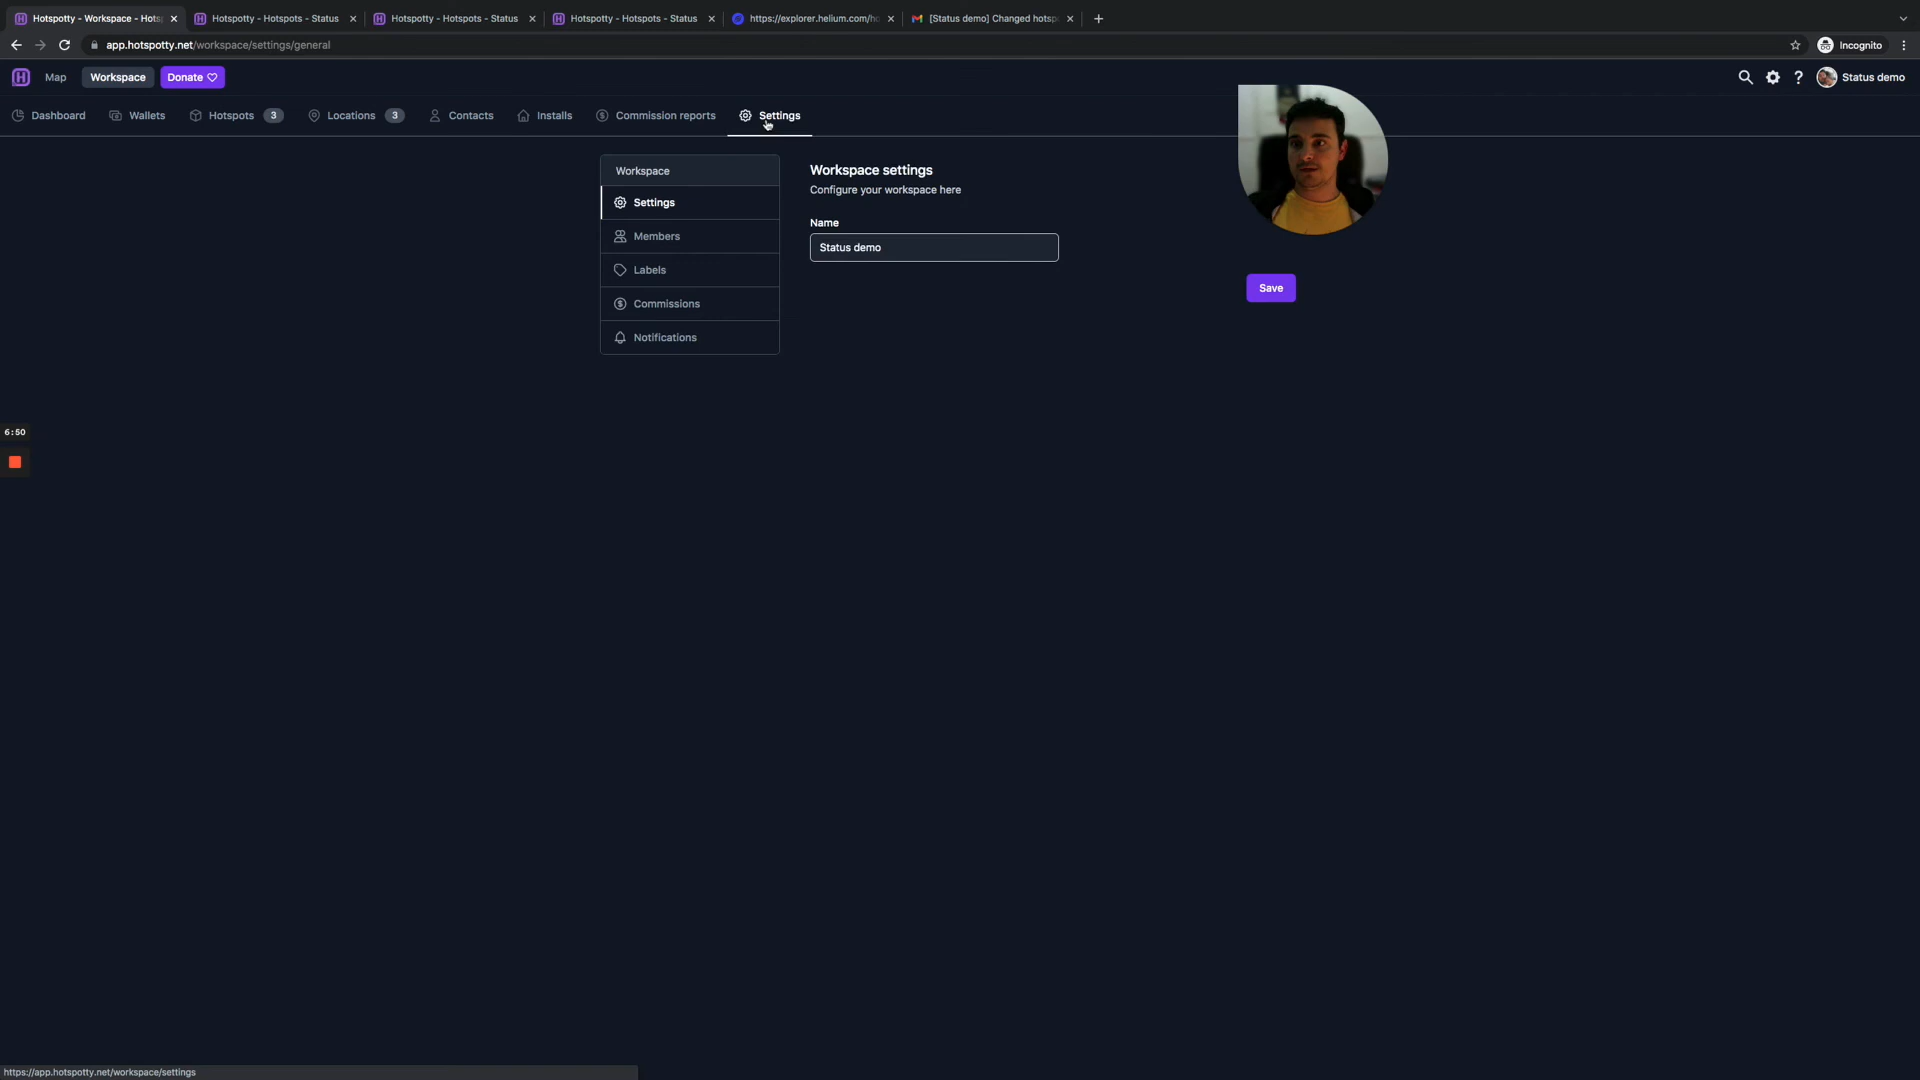 Hotspotty - Workspace - Hots
Hotspotty - Hotspots - Status
Hotspotty - Hotspots - Status
Hotspotty - Hotspots - Status
https://explorer.helium.com/ho
[Status demo] Changed hotsp
app.hotspotty.net/workspace/settings/general
Incognito
Map
Workspace
Donate
Status demo
Dashboard
Wallets
Hotspots 3
Locations 3
Contacts
Installs
Commission reports
Settings
Workspace
Settings
Members
Labels
Commissions
Notifications
Workspace settings
Configure your workspace here
Name
Status demo
Save
6:50
https://app.hotspotty.net/workspace/settings